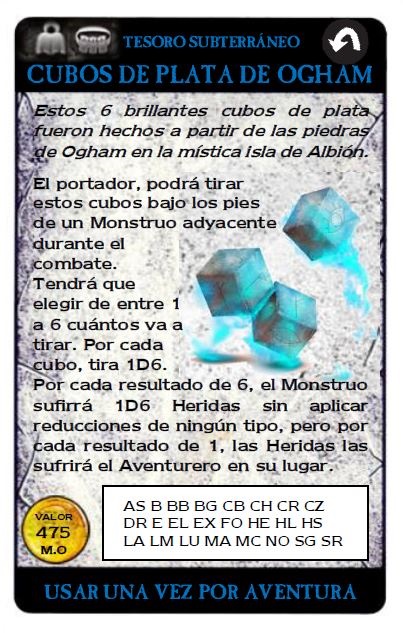 TESORO SUBTERRÁNEO
CUBOS DE PLATA DE OGHAM
Estos 6 brillantes cubos de plata
fueron hechos a partir de las piedras
de Ogham en la mística isla de Albión.
El portador, podrá tirar
estos cubos bajo los pies
de un Monstruo adyacente
durante el
combate.
Tendrá que
elegir de entre 1
a 6 cuántos va a
tirar. Por cada
cubo, tira 1D6.
Por cada resultado de 6, el Monstruo
sufirrá 1D6 Heridas sin aplicar
reducciones de ningún tipo, pero por
cada resultado de 1, las Heridas las
sufrirá el Aventurero en su lugar.
VALOR
475
M.O
AS B BB BG CB CH CR CZ
DR E EL EX FO HE HL HS
LA LM LU MA MC NO SG SR
USAR UNA VEZ POR AVENTURA